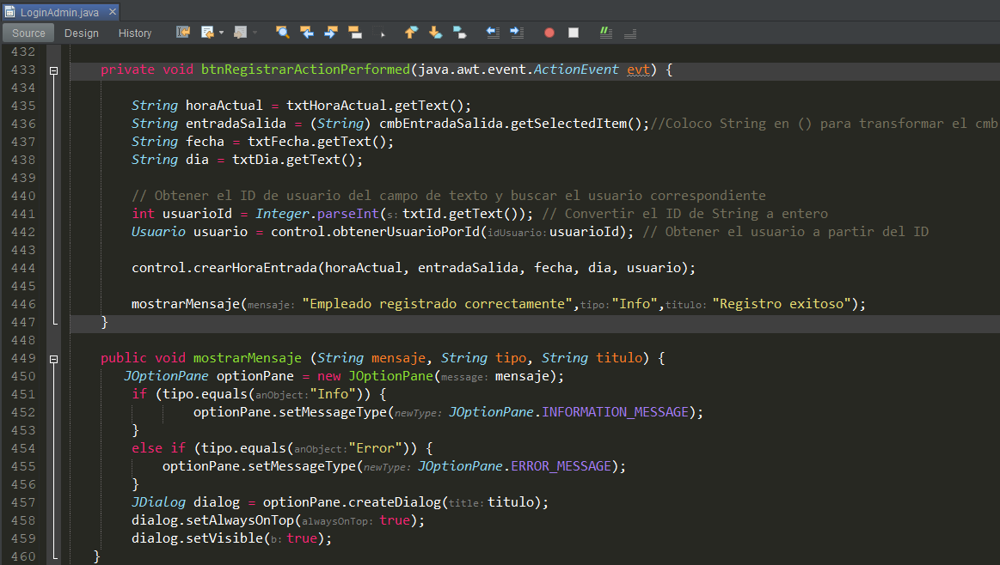 LoginAdmin.java
Source Design History
432
433 private void btnRegistrarActionPerformed(java.awt.event.ActionEvent evt) {
434
435 String horaActual = txtHoraActual.getText();
436 String entradaSalida = (String) cmbEntradaSalida.getSelectedItem();//Coloco String en () para transformar el cmb
437 String fecha = txtFecha.getText();
438 String dia = txtDia.getText();
439
440 // Obtener el ID de usuario del campo de texto y buscar el usuario correspondiente
441 int usuarioId = Integer.parseInt(s:txtId.getText()); // Convertir el ID de String a entero
442 Usuario usuario = control.obtenerUsuarioPorId(idUsuario:usuarioId); // Obtener el usuario a partir del ID
443
444 control.crearHoraEntrada(horaActual, entradaSalida, fecha, dia, usuario);
445
446 mostrarMensaje(mensaje: "Empleado registrado correctamente",tipo:"Info",titulo:"Registro exitoso");
447 }
448
449 public void mostrarMensaje (String mensaje, String tipo, String titulo) {
450 JOptionPane optionPane = new JOptionPane(message: mensaje);
451 if (tipo.equals(anObject:"Info")) {
452 optionPane.setMessageType(newType: JOptionPane.INFORMATION_MESSAGE);
453 }
454 else if (tipo.equals(anObject:"Error")) {
455 optionPane.setMessageType(newType: JOptionPane.ERROR_MESSAGE);
456 }
457 JDialog dialog = optionPane.createDialog(title:titulo);
458 dialog.setAlwaysOnTop(alwaysOnTop: true);
459 dialog.setVisible(b:true);
460 }